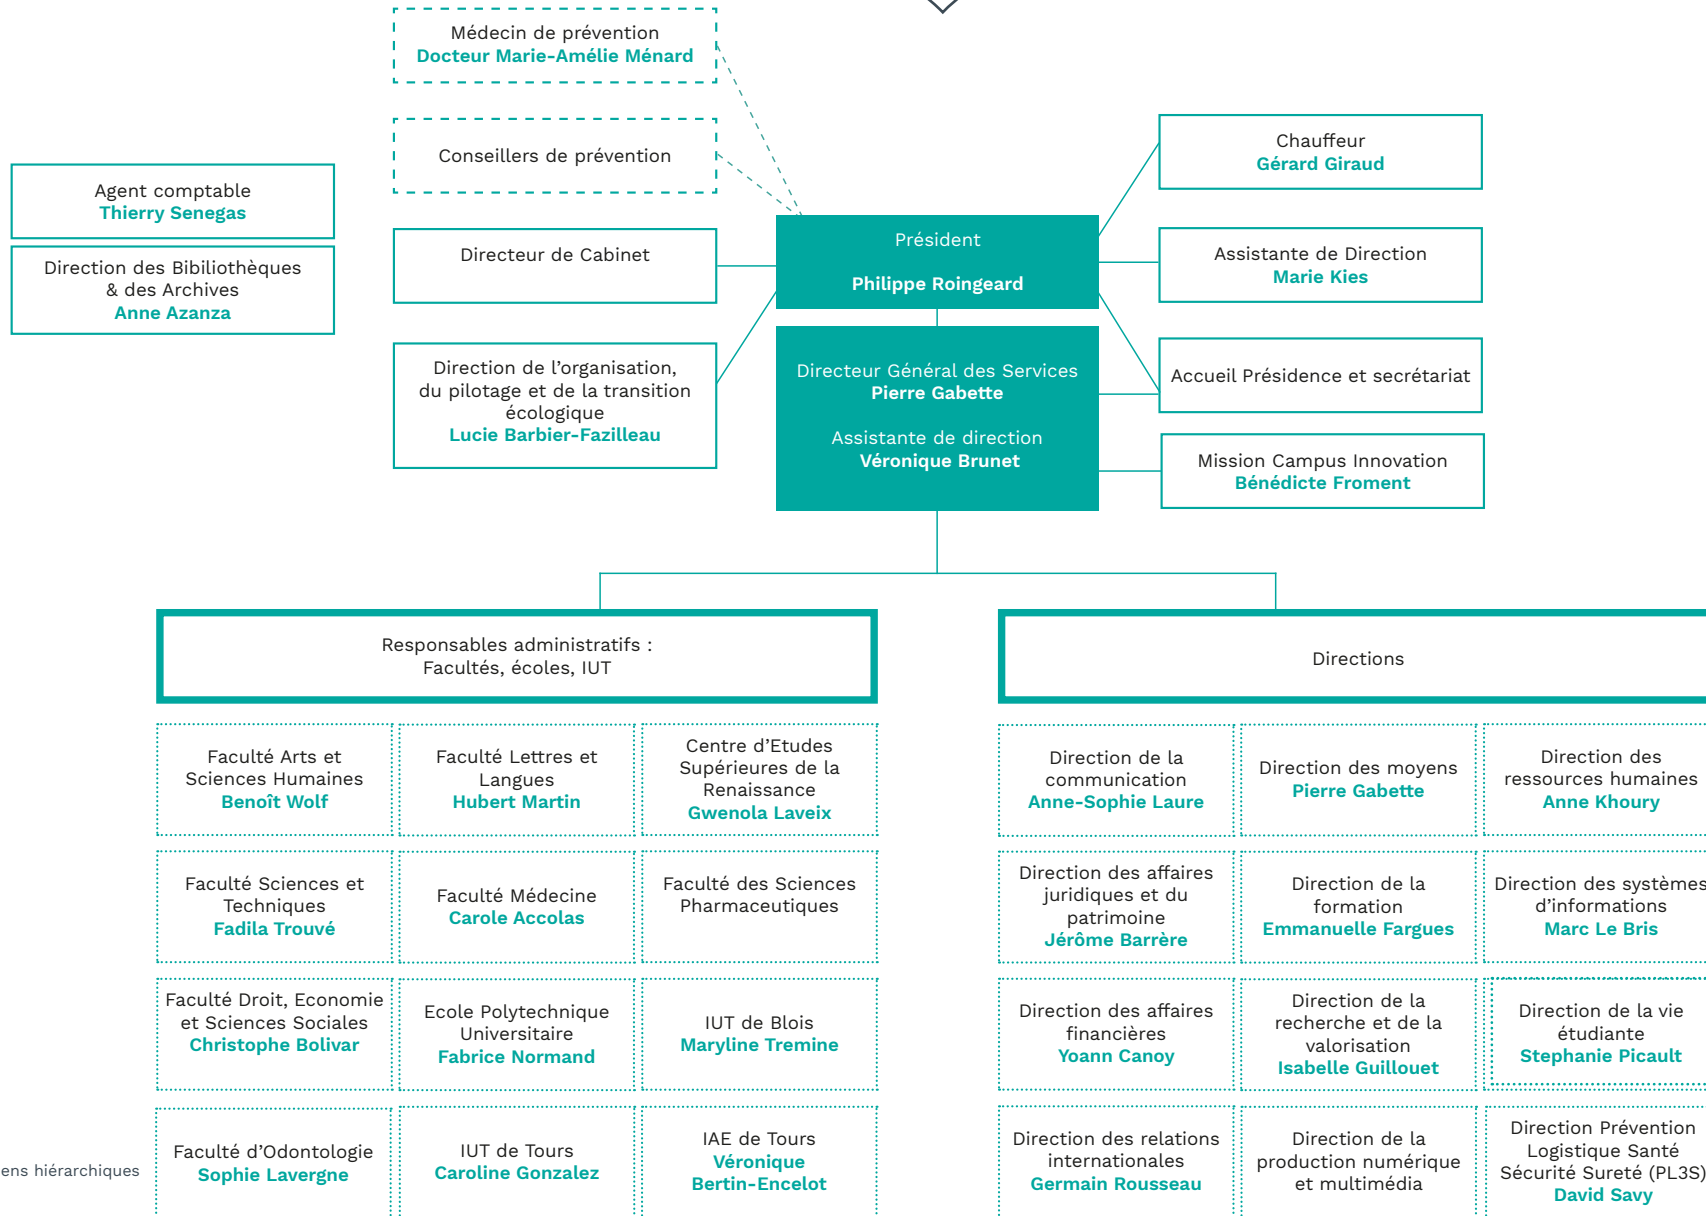 Médecin de prévention
Docteur Marie-Amélie Ménard
Conseillers de prévention
Agent comptable
Thierry Senegas
Direction des Bibiliothèques
& des Archives
Anne Azanza
Directeur de Cabinet
Direction de l’organisation,
du pilotage et de la transition
écologique
Lucie Barbier-Fazilleau
Président
Philippe Roingeard
Directeur Général des Services
Pierre Gabette
Assistante de direction
Véronique Brunet
Chauffeur
Gérard Giraud
Assistante de Direction
Marie Kies
Accueil Présidence et secrétariat
Mission Campus Innovation
Bénédicte Froment
Responsables administratifs :
Facultés, écoles, IUT
Faculté Arts et
Sciences Humaines
Benoît Wolf
Faculté Lettres et
Langues
Hubert Martin
Centre d’Etudes
Supérieures de la
Renaissance
Gwenola Laveix
Faculté Sciences et
Techniques
Fadila Trouvé
Faculté Médecine
Carole Accolas
Faculté des Sciences
Pharmaceutiques
Faculté Droit, Economie
et Sciences Sociales
Christophe Bolivar
Ecole Polytechnique
Universitaire
Fabrice Normand
IUT de Blois
Maryline Tremine
Faculté d’Odontologie
Sophie Lavergne
IUT de Tours
Caroline Gonzalez
IAE de Tours
Véronique
Bertin-Encelot
Directions
Direction de la
communication
Anne-Sophie Laure
Direction des moyens
Pierre Gabette
Direction des
ressources humaines
Anne Khoury
Direction des affaires
juridiques et du
patrimoine
Jérôme Barrère
Direction de la
formation
Emmanuelle Fargues
Direction des systèmes
d’informations
Marc Le Bris
Direction des affaires
financières
Yoann Canoy
Direction de la
recherche et de la
valorisation
Isabelle Guillouet
Direction de la vie
étudiante
Stephanie Picault
Direction des relations
internationales
Germain Rousseau
Direction de la
production numérique
et multimédia
Direction Prévention
Logistique Santé
Sécurité Sureté (PL3S)
David Savy
ens hiérarchiques